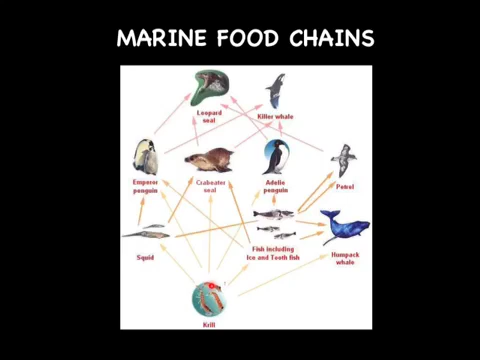 MARINE FOOD CHAINS
Leopard
seal
Killer whale
Emperor
penguin
Crabeater
seal
Adelie
penguin
Petrol
Squid
Fish including
Ice and Tooth fish
Humpack
whale
Krill